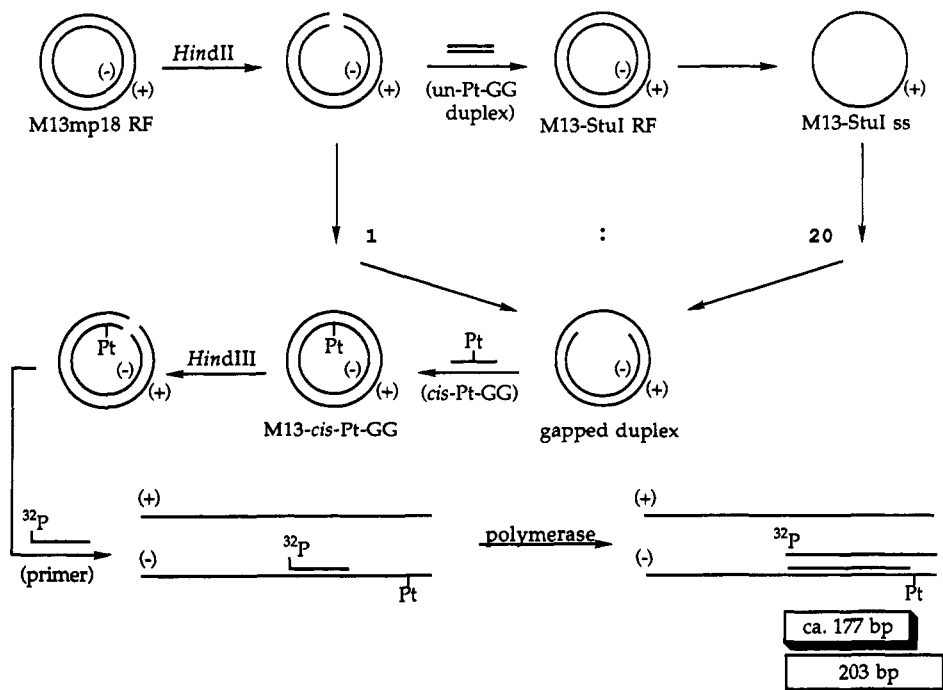 HindII
(un-Pt-GG
duplex)
(-)
(+)
M13mp18 RF
(-)
(+)
(-)
(+)
M13-StuI RF
(+)
M13-StuI ss
1 : 20
Pt
(-)
(+)
HindIII
Pt
(-)
(+)
M13-cis-Pt-GG
Pt
(cis-Pt-GG)
(-)
(+)
gapped duplex
32P
(primer)
(+)
(-)
32P
Pt
polymerase
(+)
(-)
32P
Pt
ca. 177 bp
203 bp